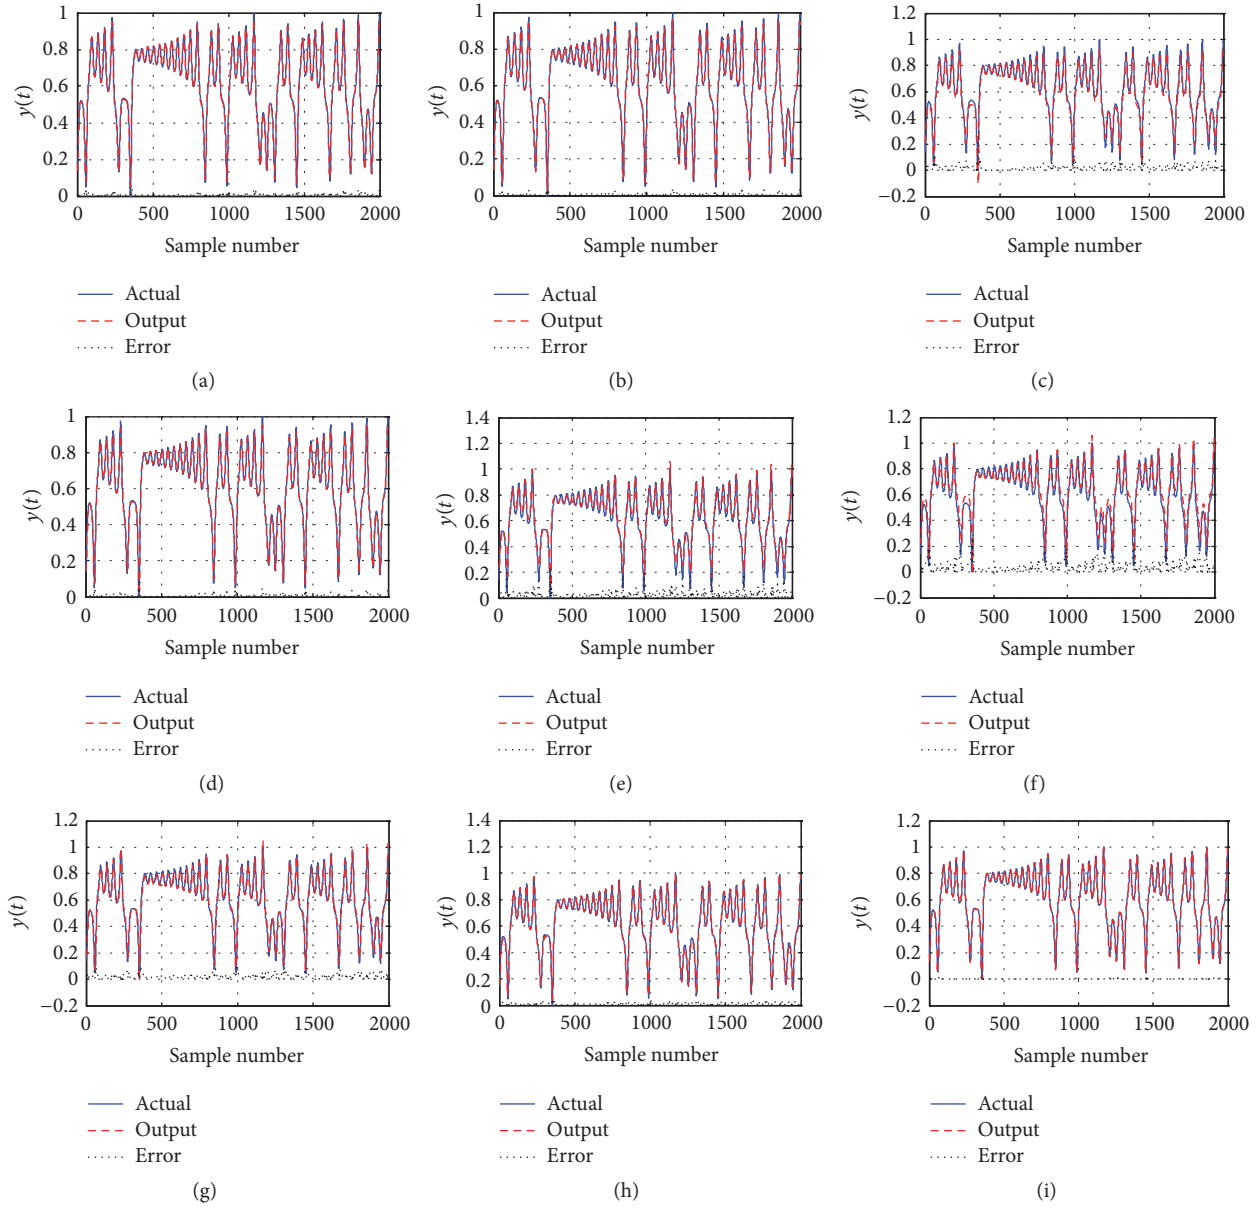 1
0.8
0.6
0.4
0.2
0
y(t)
0 500 1000 1500 2000
Sample number
Actual
Output
Error
(a)
1
0.8
0.6
0.4
0.2
0
y(t)
0 500 1000 1500 2000
Sample number
Actual
Output
Error
(b)
1.2
1
0.8
0.6
0.4
0.2
0
−0.2
y(t)
0 500 1000 1500 2000
Sample number
Actual
Output
Error
(c)
1
0.8
0.6
0.4
0.2
0
y(t)
0 500 1000 1500 2000
Sample number
Actual
Output
Error
(d)
1.4
1.2
1
0.8
0.6
0.4
0.2
0
y(t)
0 500 1000 1500 2000
Sample number
Actual
Output
Error
(e)
1.2
1
0.8
0.6
0.4
0.2
0
−0.2
y(t)
0 500 1000 1500 2000
Sample number
Actual
Output
Error
(f)
1.2
1
0.8
0.6
0.4
0.2
0
−0.2
y(t)
0 500 1000 1500 2000
Sample number
Actual
Output
Error
(g)
1.4
1.2
1
0.8
0.6
0.4
0.2
0
y(t)
0 500 1000 1500 2000
Sample number
Actual
Output
Error
(h)
1.2
1
0.8
0.6
0.4
0.2
0
−0.2
y(t)
0 500 1000 1500 2000
Sample number
Actual
Output
Error
(i)